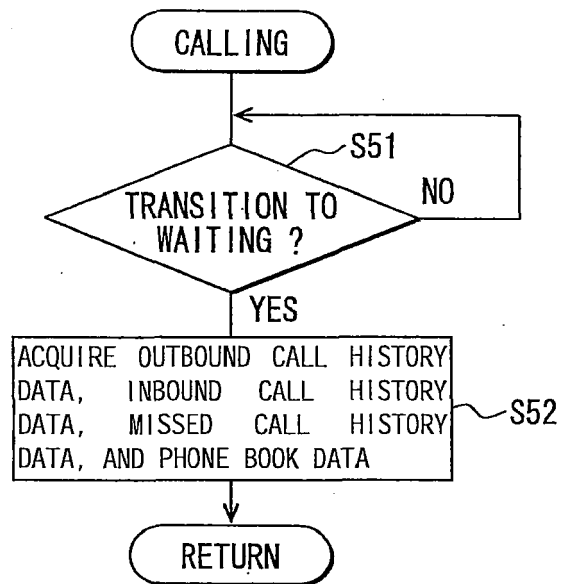 CALLING
S51
TRANSITION TO
WAITING ?
NO
YES
ACQUIRE OUTBOUND CALL HISTORY
DATA, INBOUND CALL HISTORY
DATA, MISSED CALL HISTORY
DATA, AND PHONE BOOK DATA
S52
RETURN